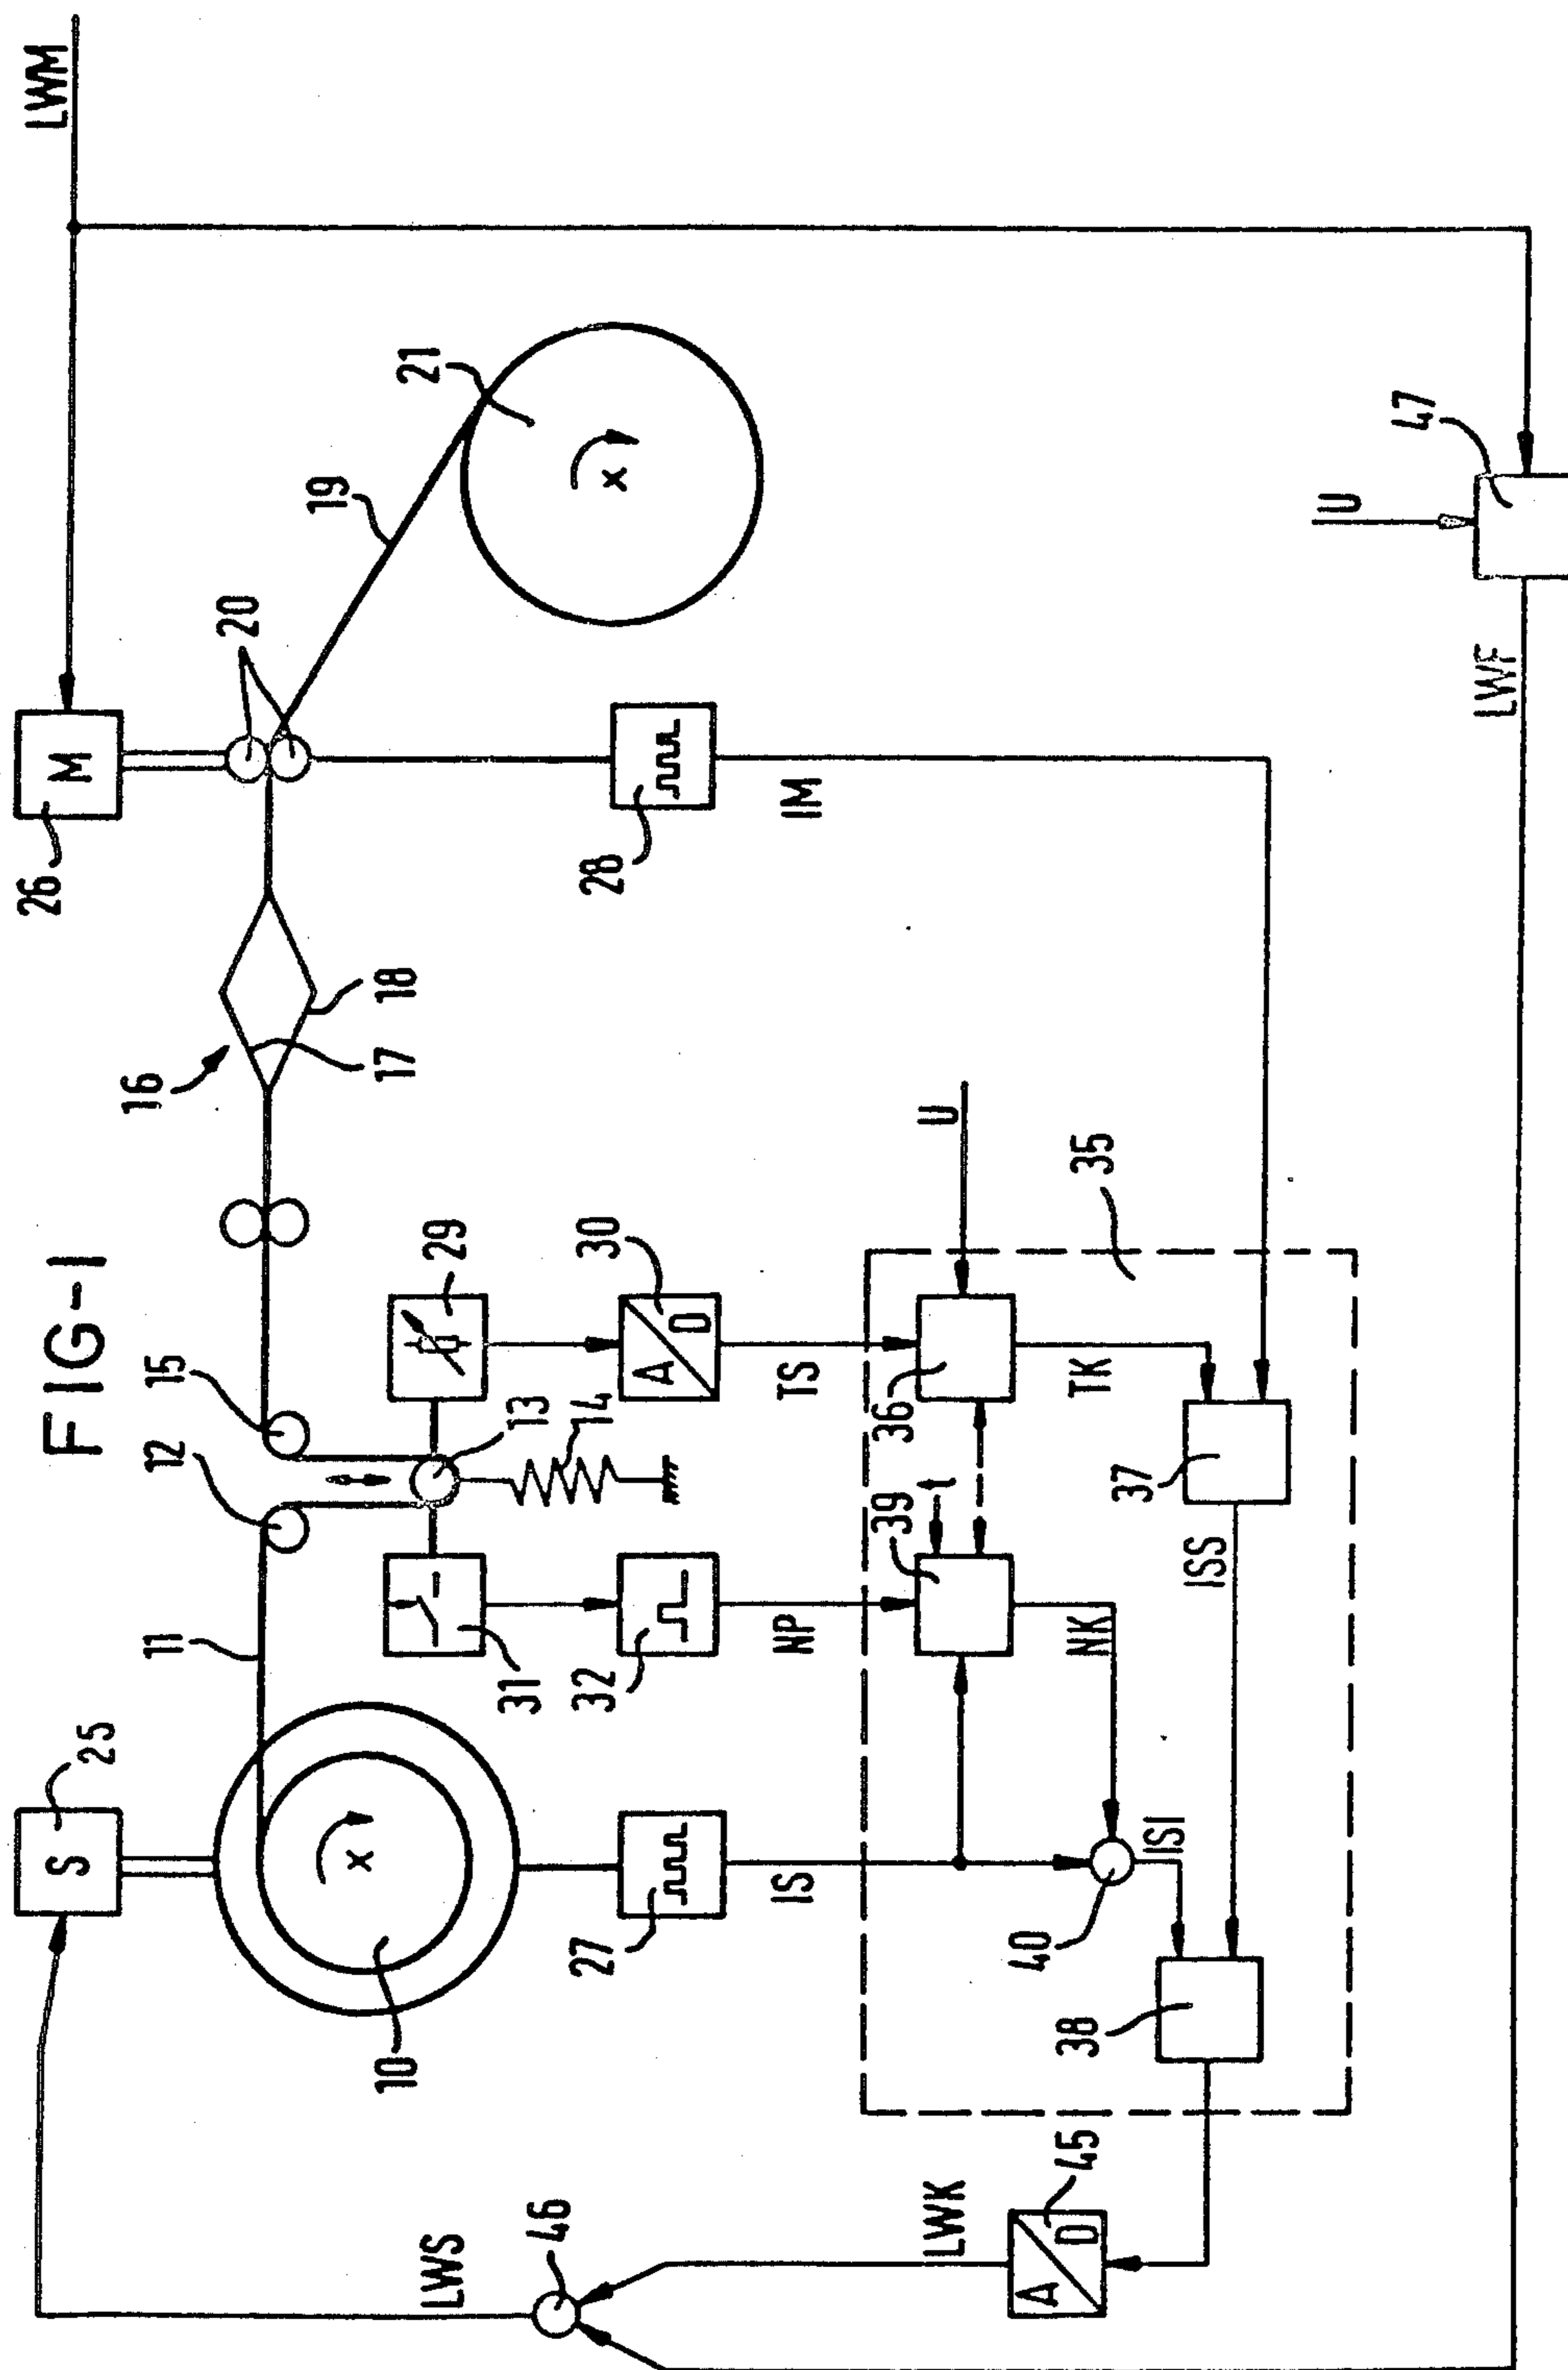 FIG-1
LWM
S
25
M
26
11
12
15
16
17
18
19
20
21
x
x
10
13
14
29
31
30
A
D
32
27
28
IS
NP
TS
IM
U
35
36
39
t
NK
TK
37
40
ISI
ISS
38
LWS
46
LWK
45
A
D
U
47
LWF